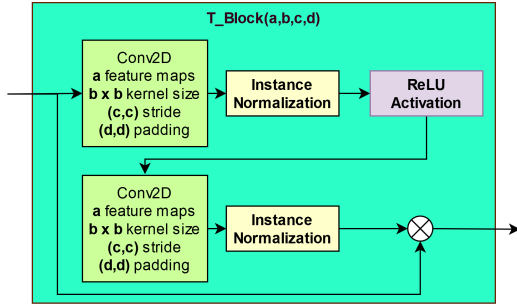 T_Block(a,b,c,d)
Conv2D
a feature maps
b x b kernel size
(c,c) stride
(d,d) padding
Instance
Normalization
ReLU
Activation
Conv2D
a feature maps
b x b kernel size
(c,c) stride
(d,d) padding
Instance
Normalization